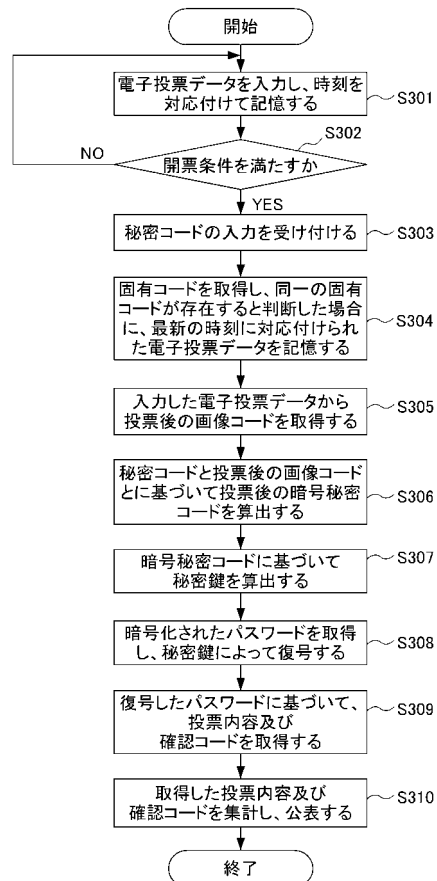 開始
電子投票データを入力し、時刻を
対応付けて記憶する
S301
S302
NO
開票条件を満たすか
YES
秘密コードの入力を受け付ける
S303
固有コードを取得し、同一の固有
コードが存在すると判断した場合
に、最新の時刻に対応付けられ
た電子投票データを記憶する
S304
入力した電子投票データから
投票後の画像コードを取得する
S305
秘密コードと投票後の画像コード
とに基づいて投票後の暗号秘密
コードを算出する
S306
暗号秘密コードに基づいて
秘密鍵を算出する
S307
暗号化されたパスワードを取得
し、秘密鍵によって復号する
S308
復号したパスワードに基づいて、
投票内容及び
確認コードを取得する
S309
取得した投票内容及び
確認コードを集計し、公表する
S310
終了